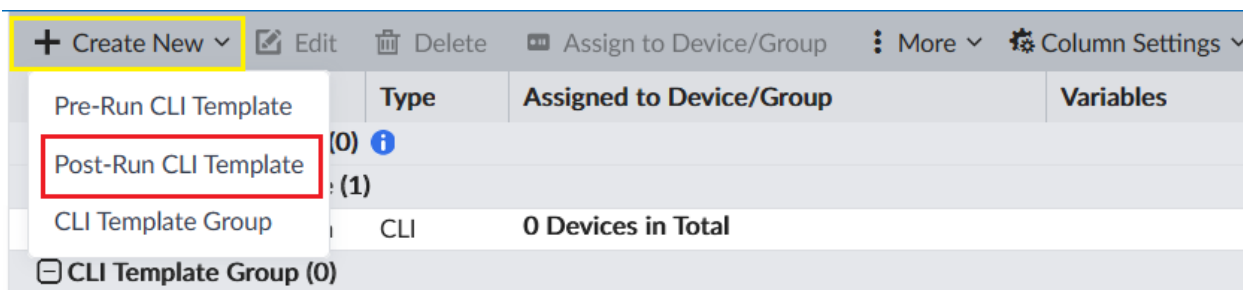 Create New Edit Delete Assign to Device/Group More Column Settings
Type Assigned to Device/Group Variables
Pre-Run CLI Template
(0)
Post-Run CLI Template
(1)
CLI Template Group
CLI 0 Devices in Total
CLI Template Group (0)